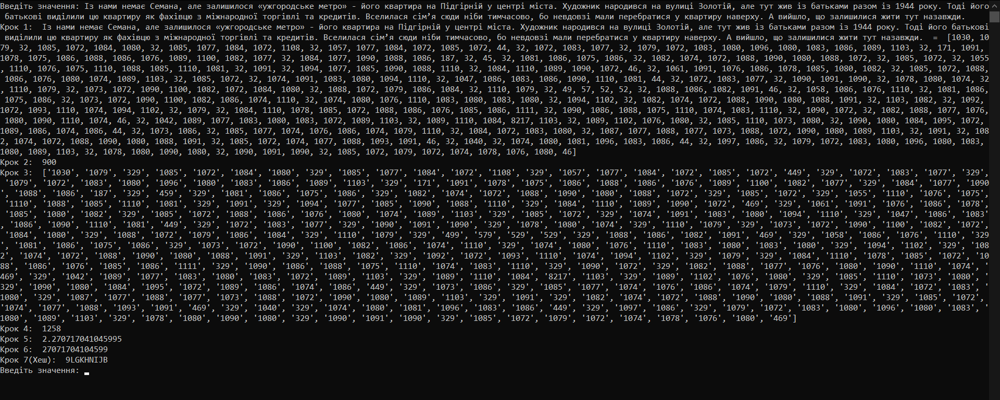 Введіть значення: Із нами немає Семана, але залишилося «ужгородське метро» - його квартира на Підгірній у центрі міста. Художник народився на вулиці Золотій, але тут жив із батьками разом із 1944 року. Тоді його
 батькові виділили цю квартиру як фахівцю з міжнародної торгівлі та кредитів. Вселилася сім’я сюди ніби тимчасово, бо невдовзі мали перебратися у квартиру наверху. А вийшло, що залишилися жити тут назавжди.
Крок 1:  Із нами немає Семана, але залишилося «ужгородське метро» - його квартира на Підгірній у центрі міста. Художник народився на вулиці Золотій, але тут жив із батьками разом із 1944 року. Тоді його батькові
 виділили цю квартиру як фахівцю з міжнародної торгівлі та кредитів. Вселилася сім’я сюди ніби тимчасово, бо невдовзі мали перебратися у квартиру наверху. А вийшло, що залишилися жити тут назавжди.  =  [1030, 10
79, 32, 1085, 1072, 1084, 1080, 32, 1085, 1077, 1084, 1072, 1108, 32, 1057, 1077, 1084, 1072, 1085, 1072, 44, 32, 1072, 1083, 1077, 32, 1079, 1072, 1083, 1080, 1096, 1080, 1083, 1086, 1089, 1103, 32, 171, 1091,
1078, 1075, 1086, 1088, 1086, 1076, 1089, 1100, 1082, 1077, 32, 1084, 1077, 1090, 1088, 1086, 187, 32, 45, 32, 1081, 1086, 1075, 1086, 32, 1082, 1074, 1072, 1088, 1090, 1080, 1088, 1072, 32, 1085, 1072, 32, 1055
, 1110, 1076, 1075, 1110, 1088, 1085, 1110, 1081, 32, 1091, 32, 1094, 1077, 1085, 1090, 1088, 1110, 32, 1084, 1110, 1089, 1090, 1072, 46, 32, 1061, 1091, 1076, 1086, 1078, 1085, 1080, 1082, 32, 1085, 1072, 1088,
 1086, 1076, 1080, 1074, 1089, 1103, 32, 1085, 1072, 32, 1074, 1091, 1083, 1080, 1094, 1110, 32, 1047, 1086, 1083, 1086, 1090, 1110, 1081, 44, 32, 1072, 1083, 1077, 32, 1090, 1091, 1090, 32, 1078, 1080, 1074, 32
, 1110, 1079, 32, 1073, 1072, 1090, 1100, 1082, 1072, 1084, 1080, 32, 1088, 1072, 1079, 1086, 1084, 32, 1110, 1079, 32, 49, 57, 52, 52, 32, 1088, 1086, 1082, 1091, 46, 32, 1058, 1086, 1076, 1110, 32, 1081, 1086,
 1075, 1086, 32, 1073, 1072, 1090, 1100, 1082, 1086, 1074, 1110, 32, 1074, 1080, 1076, 1110, 1083, 1080, 1083, 1080, 32, 1094, 1102, 32, 1082, 1074, 1072, 1088, 1090, 1080, 1088, 1091, 32, 1103, 1082, 32, 1092,
1072, 1093, 1110, 1074, 1094, 1102, 32, 1079, 32, 1084, 1110, 1078, 1085, 1072, 1088, 1086, 1076, 1085, 1086, 1111, 32, 1090, 1086, 1088, 1075, 1110, 1074, 1083, 1110, 32, 1090, 1072, 32, 1082, 1088, 1077, 1076,
 1080, 1090, 1110, 1074, 46, 32, 1042, 1089, 1077, 1083, 1080, 1083, 1072, 1089, 1103, 32, 1089, 1110, 1084, 8217, 1103, 32, 1089, 1102, 1076, 1080, 32, 1085, 1110, 1073, 1080, 32, 1090, 1080, 1084, 1095, 1072,
1089, 1086, 1074, 1086, 44, 32, 1073, 1086, 32, 1085, 1077, 1074, 1076, 1086, 1074, 1079, 1110, 32, 1084, 1072, 1083, 1080, 32, 1087, 1077, 1088, 1077, 1073, 1088, 1072, 1090, 1080, 1089, 1103, 32, 1091, 32, 108
2, 1074, 1072, 1088, 1090, 1080, 1088, 1091, 32, 1085, 1072, 1074, 1077, 1088, 1093, 1091, 46, 32, 1040, 32, 1074, 1080, 1081, 1096, 1083, 1086, 44, 32, 1097, 1086, 32, 1079, 1072, 1083, 1080, 1096, 1080, 1083,
1080, 1089, 1103, 32, 1078, 1080, 1090, 1080, 32, 1090, 1091, 1090, 32, 1085, 1072, 1079, 1072, 1074, 1078, 1076, 1080, 46]
Крок 2:  900
Крок 3:  ['1030', '1079', '329', '1085', '1072', '1084', '1080', '329', '1085', '1077', '1084', '1072', '1108', '329', '1057', '1077', '1084', '1072', '1085', '1072', '449', '329', '1072', '1083', '1077', '329',
 '1079', '1072', '1083', '1080', '1096', '1080', '1083', '1086', '1089', '1103', '329', '171', '1091', '1078', '1075', '1086', '1088', '1086', '1076', '1089', '1100', '1082', '1077', '329', '1084', '1077', '1090
', '1088', '1086', '187', '329', '459', '329', '1081', '1086', '1075', '1086', '329', '1082', '1074', '1072', '1088', '1090', '1080', '1088', '1072', '329', '1085', '1072', '329', '1055', '1110', '1076', '1075',
 '1110', '1088', '1085', '1110', '1081', '329', '1091', '329', '1094', '1077', '1085', '1090', '1088', '1110', '329', '1084', '1110', '1089', '1090', '1072', '469', '329', '1061', '1091', '1076', '1086', '1078',
 '1085', '1080', '1082', '329', '1085', '1072', '1088', '1086', '1076', '1080', '1074', '1089', '1103', '329', '1085', '1072', '329', '1074', '1091', '1083', '1080', '1094', '1110', '329', '1047', '1086', '1083'
, '1086', '1090', '1110', '1081', '449', '329', '1072', '1083', '1077', '329', '1090', '1091', '1090', '329', '1078', '1080', '1074', '329', '1110', '1079', '329', '1073', '1072', '1090', '1100', '1082', '1072',
 '1084', '1080', '329', '1088', '1072', '1079', '1086', '1084', '329', '1110', '1079', '329', '499', '579', '529', '529', '329', '1088', '1086', '1082', '1091', '469', '329', '1058', '1086', '1076', '1110', '329
', '1081', '1086', '1075', '1086', '329', '1073', '1072', '1090', '1100', '1082', '1086', '1074', '1110', '329', '1074', '1080', '1076', '1110', '1083', '1080', '1083', '1080', '329', '1094', '1102', '329', '108
2', '1074', '1072', '1088', '1090', '1080', '1088', '1091', '329', '1103', '1082', '329', '1092', '1072', '1093', '1110', '1074', '1094', '1102', '329', '1079', '329', '1084', '1110', '1078', '1085', '1072', '10
88', '1086', '1076', '1085', '1086', '1111', '329', '1090', '1086', '1088', '1075', '1110', '1074', '1083', '1110', '329', '1090', '1072', '329', '1082', '1088', '1077', '1076', '1080', '1090', '1110', '1074', '
469', '329', '1042', '1089', '1077', '1083', '1080', '1083', '1072', '1089', '1103', '329', '1089', '1110', '1084', '8217', '1103', '329', '1089', '1102', '1076', '1080', '329', '1085', '1110', '1073', '1080', '
329', '1090', '1080', '1084', '1095', '1072', '1089', '1086', '1074', '1086', '449', '329', '1073', '1086', '329', '1085', '1077', '1074', '1076', '1086', '1074', '1079', '1110', '329', '1084', '1072', '1083', '
1080', '329', '1087', '1077', '1088', '1077', '1073', '1088', '1072', '1090', '1080', '1089', '1103', '329', '1091', '329', '1082', '1074', '1072', '1088', '1090', '1080', '1088', '1091', '329', '1085', '1072',
'1074', '1077', '1088', '1093', '1091', '469', '329', '1040', '329', '1074', '1080', '1081', '1096', '1083', '1086', '449', '329', '1097', '1086', '329', '1079', '1072', '1083', '1080', '1096', '1080', '1083', '
1080', '1089', '1103', '329', '1078', '1080', '1090', '1080', '329', '1090', '1091', '1090', '329', '1085', '1072', '1079', '1072', '1074', '1078', '1076', '1080', '469']
Крок 4:  1258
Крок 5:  2.270717041045995
Крок 6:  27071704104599
Крок 7(Хеш):  9LGKHNIJB
Введіть значення: